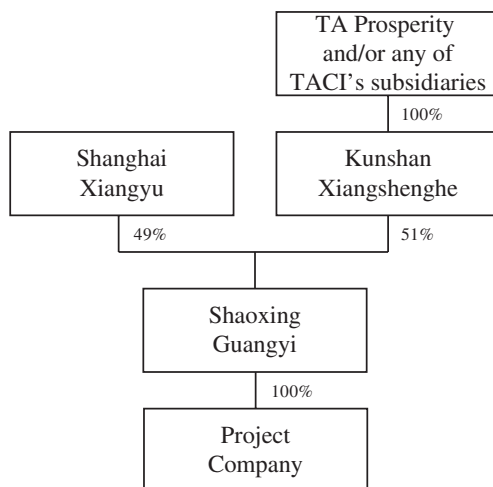 TA Prosperity
and/or any of
TACI’s subsidiaries
100%
Shanghai
Xiangyu
Kunshan
Xiangshenghe
49%
51%
Shaoxing
Guangyi
100%
Project
Company